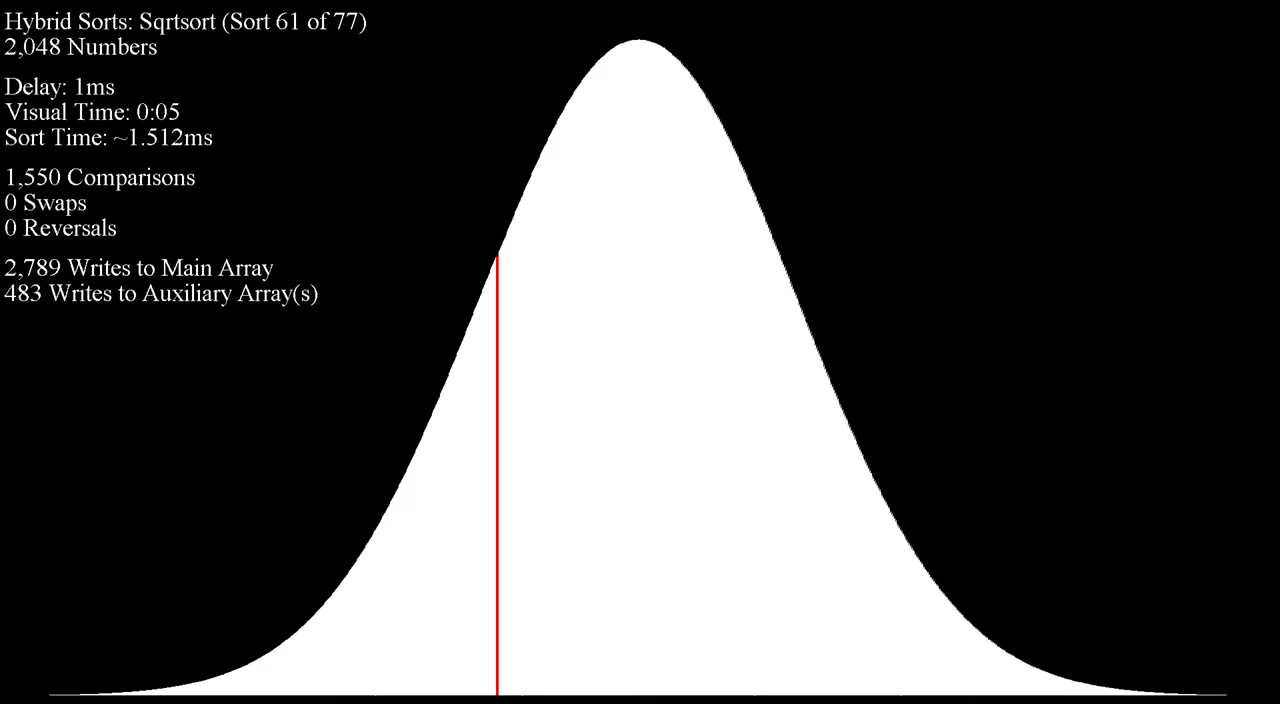 Hybrid Sorts: Sqrtsort (Sort 61 of 77)
2,048 Numbers
Delay: 1ms
Visual Time: 0:05
Sort Time: ~1.512ms
1,550 Comparisons
0 Swaps
0 Reversals
2,789 Writes to Main Array
483 Writes to Auxiliary Array(s)